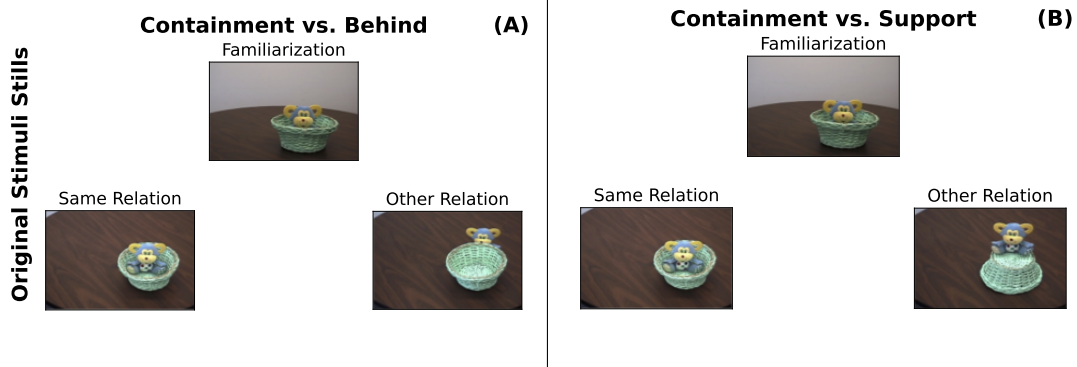 Original Stimuli Stills
Containment vs. Behind
(A)
Familiarization
Same Relation
Other Relation
Containment vs. Support
(B)
Familiarization
Same Relation
Other Relation